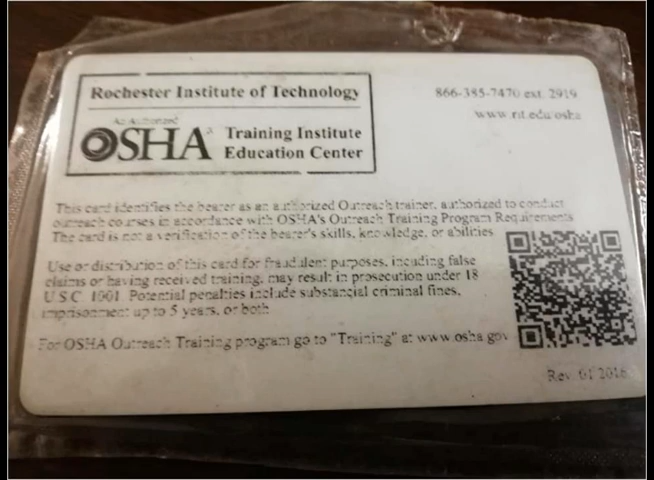 Rochester Institute of Technology
866-385-7470 ext. 2919
www.rit.edu/osha
An Authorized
OSHA®
Training Institute
Education Center
This card identifies the bearer as an authorized Outreach trainer, authorized to conduct
outreach courses in accordance with OSHA's Outreach Training Program Requirements
The card is not a verification of the bearer's skills, knowledge, or abilities
Use or distribution of this card for fraudulent purposes, incuding false
claims or having received training, may result in prosecution under 18
U.S.C. 1001. Potential penalties include substancial criminal fines,
imprisonment up to 5 years, or both
For OSHA Outreach Training program go to "Training" at www.osha.gov
Rev. 01 2016